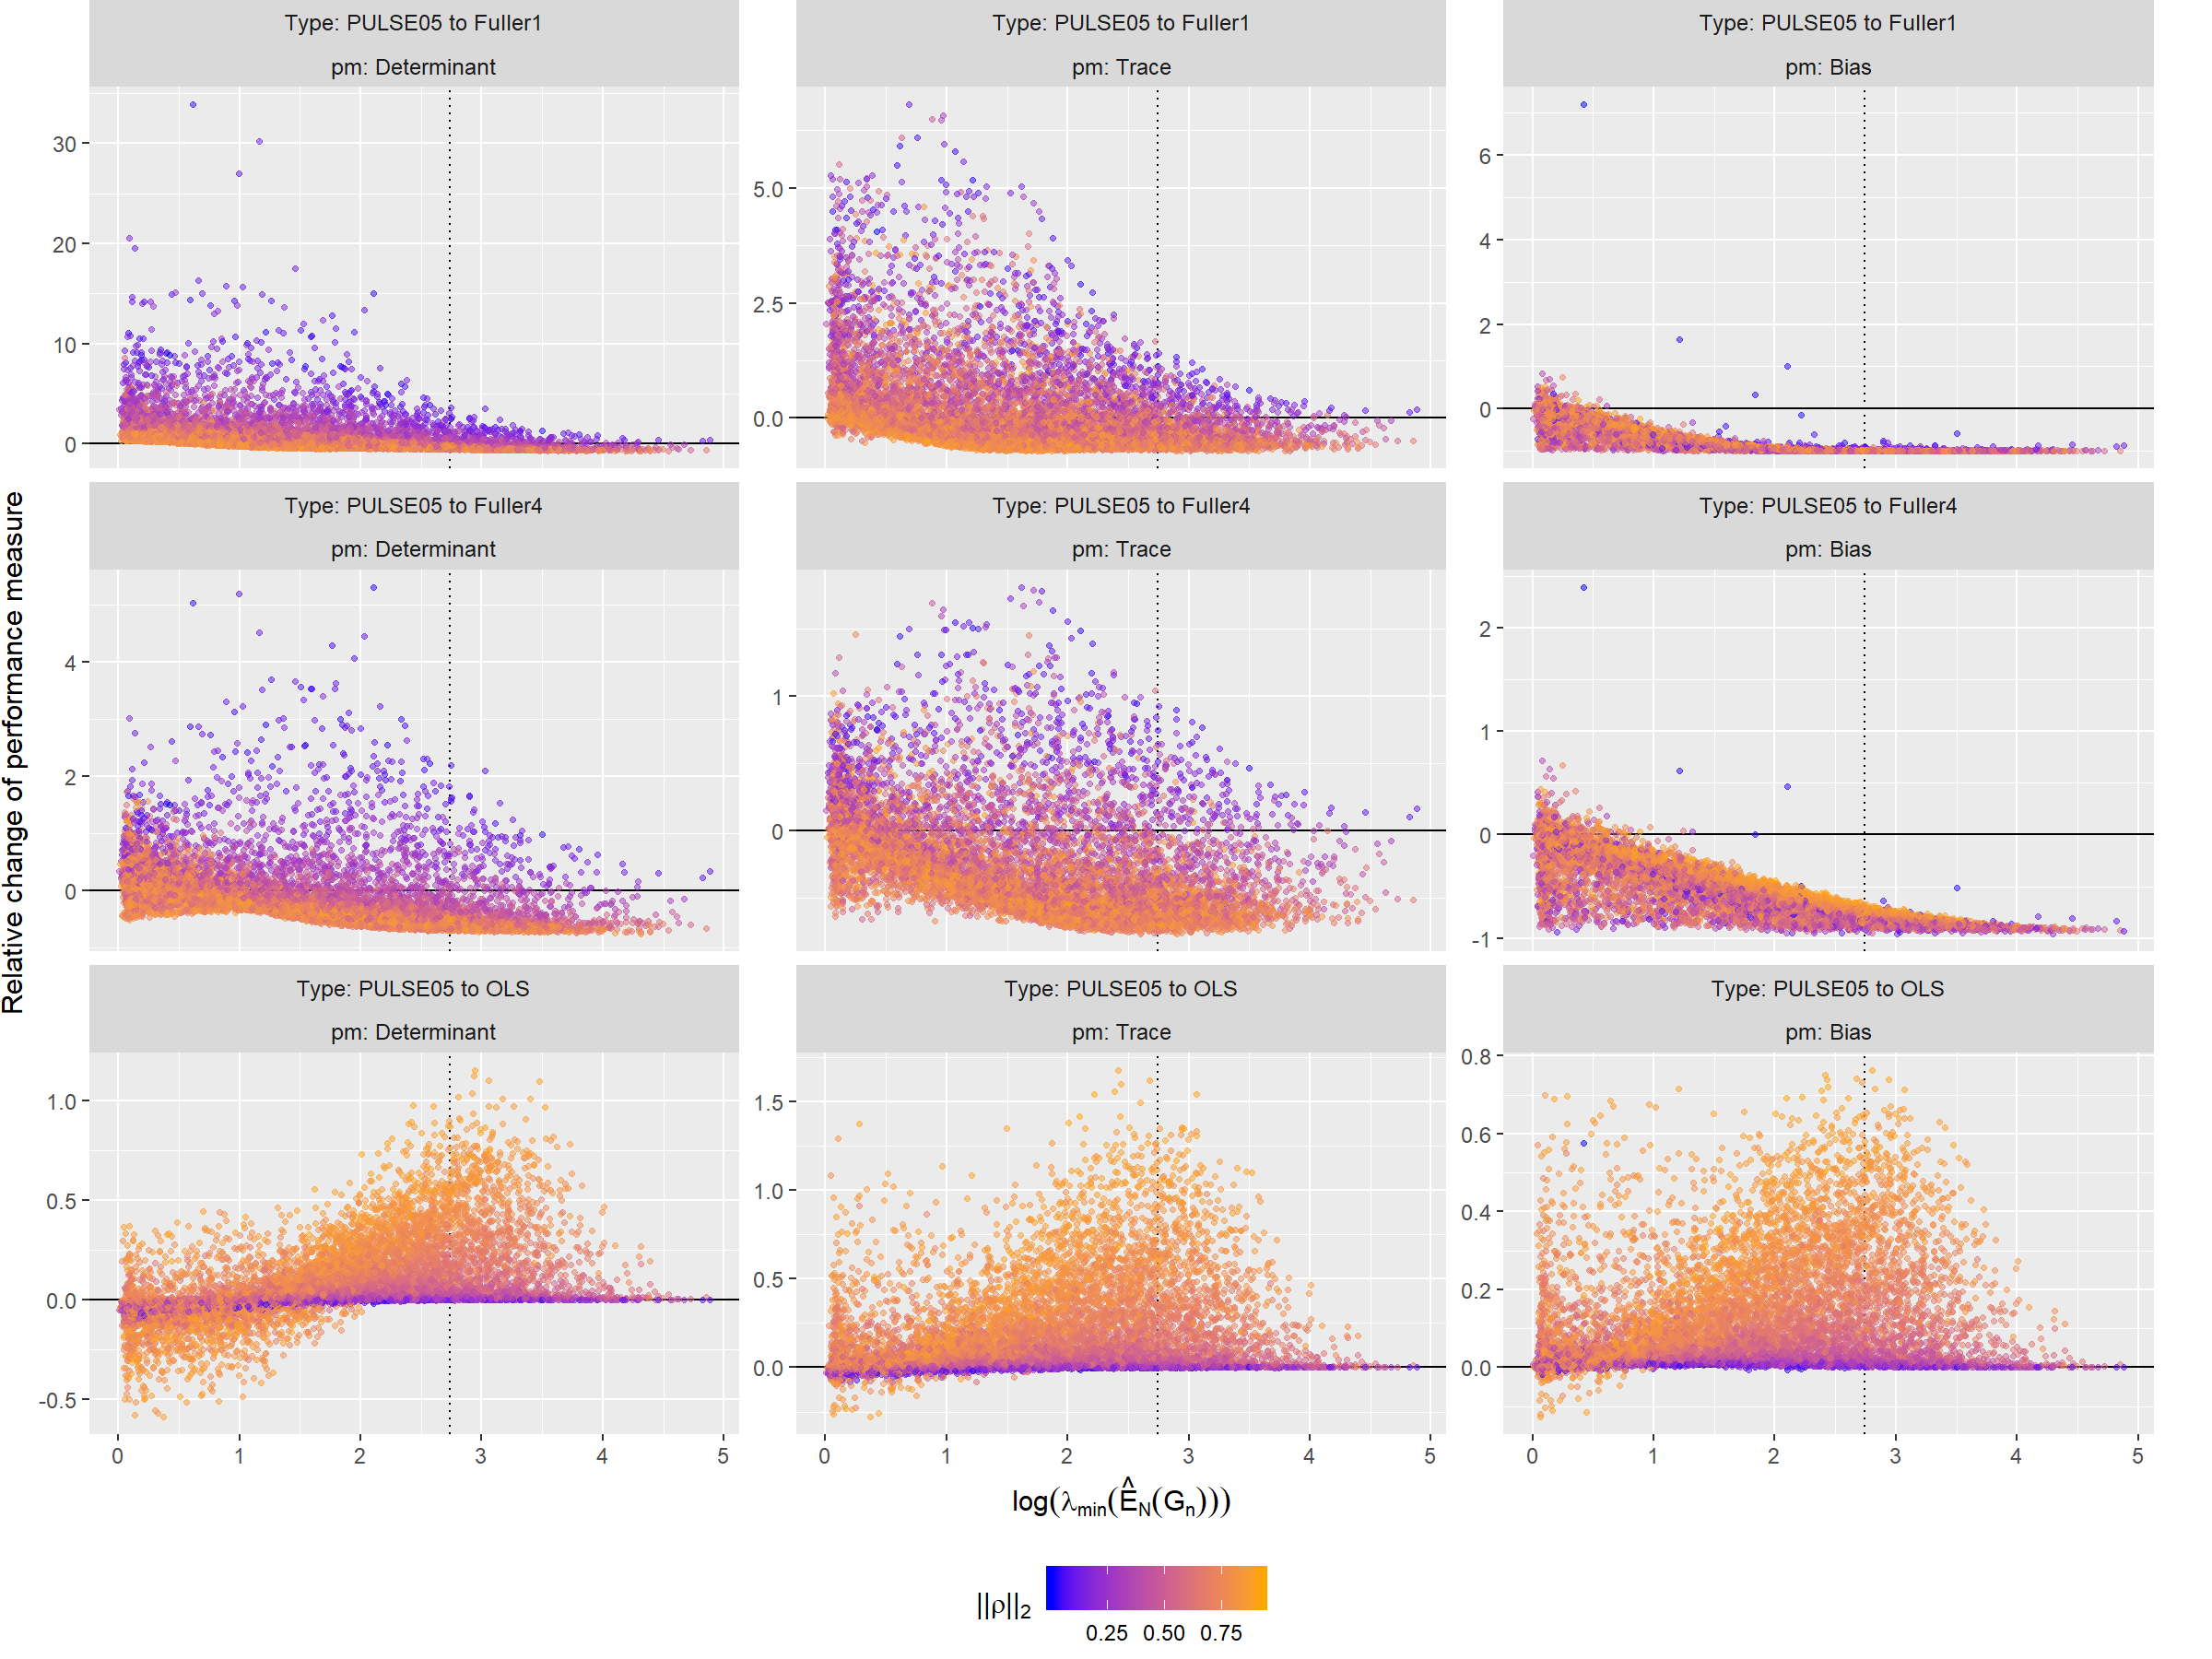 Type: PULSE05 to Fuller1
pm: Determinant
Type: PULSE05 to Fuller1
pm: Trace
Type: PULSE05 to Fuller1
pm: Bias
30
20
10
0
5.0
2.5
0.0
6
4
2
0
Type: PULSE05 to Fuller4
pm: Determinant
Type: PULSE05 to Fuller4
pm: Trace
Type: PULSE05 to Fuller4
pm: Bias
4
2
0
1
0
2
1
0
-1
Relative change of performance measure
Type: PULSE05 to OLS
pm: Determinant
Type: PULSE05 to OLS
pm: Trace
Type: PULSE05 to OLS
pm: Bias
1.0
0.5
0.0
-0.5
1.5
1.0
0.5
0.0
0.8
0.6
0.4
0.2
0.0
0 1 2 3 4 5
0 1 2 3 4 5
0 1 2 3 4 5
log(λmin(ÊN(Gn)))
||ρ||2
0.25 0.50 0.75